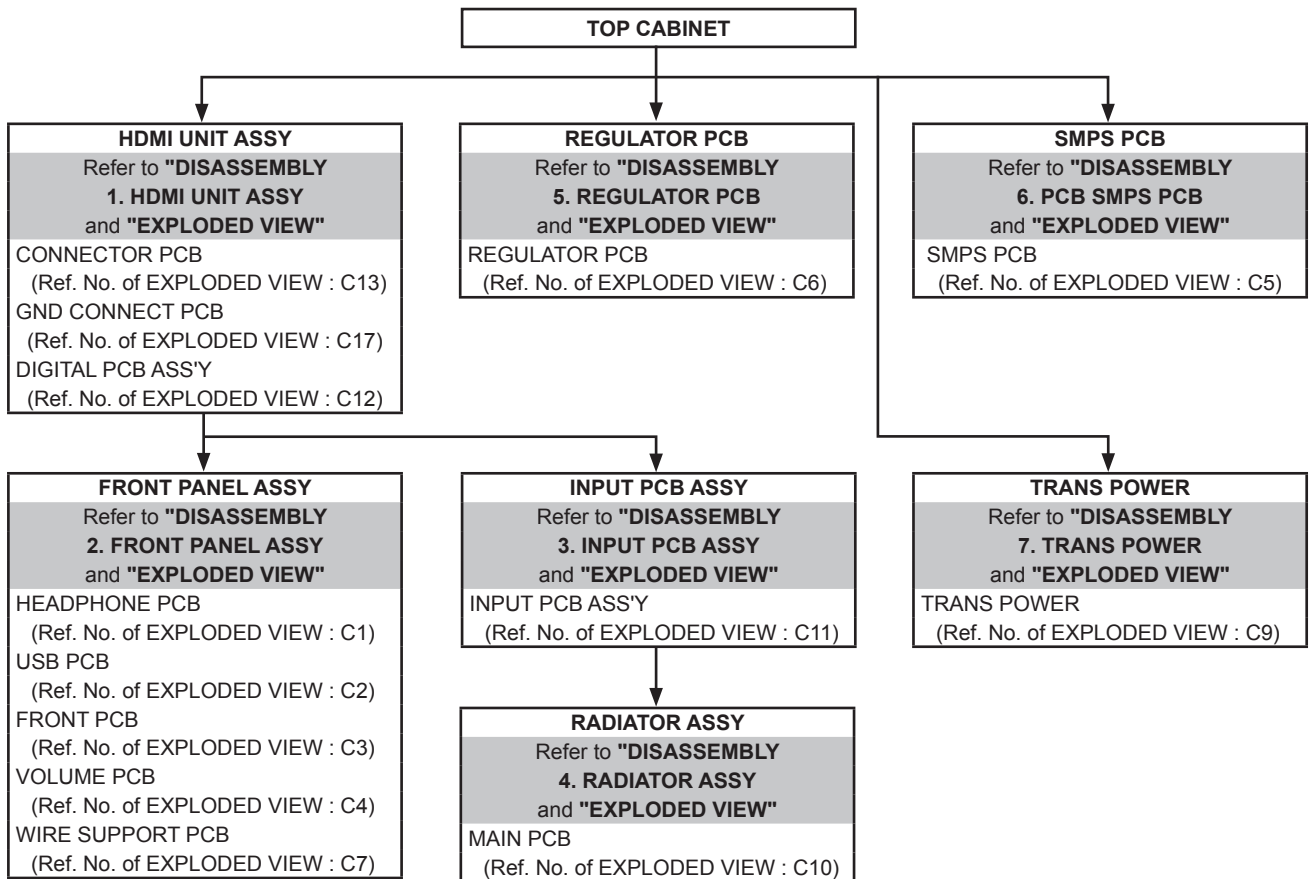 TOP CABINET
HDMI UNIT ASSY
Refer to "DISASSEMBLY
1. HDMI UNIT ASSY
and "EXPLODED VIEW"
CONNECTOR PCB
(Ref. No. of EXPLODED VIEW : C13)
GND CONNECT PCB
(Ref. No. of EXPLODED VIEW : C17)
DIGITAL PCB ASS'Y
(Ref. No. of EXPLODED VIEW : C12)
REGULATOR PCB
Refer to "DISASSEMBLY
5. REGULATOR PCB
and "EXPLODED VIEW"
REGULATOR PCB
(Ref. No. of EXPLODED VIEW : C6)
SMPS PCB
Refer to "DISASSEMBLY
6. PCB SMPS PCB
and "EXPLODED VIEW"
SMPS PCB
(Ref. No. of EXPLODED VIEW : C5)
FRONT PANEL ASSY
Refer to "DISASSEMBLY
2. FRONT PANEL ASSY
and "EXPLODED VIEW"
HEADPHONE PCB
(Ref. No. of EXPLODED VIEW : C1)
USB PCB
(Ref. No. of EXPLODED VIEW : C2)
FRONT PCB
(Ref. No. of EXPLODED VIEW : C3)
VOLUME PCB
(Ref. No. of EXPLODED VIEW : C4)
WIRE SUPPORT PCB
(Ref. No. of EXPLODED VIEW : C7)
INPUT PCB ASSY
Refer to "DISASSEMBLY
3. INPUT PCB ASSY
and "EXPLODED VIEW"
INPUT PCB ASS'Y
(Ref. No. of EXPLODED VIEW : C11)
TRANS POWER
Refer to "DISASSEMBLY
7. TRANS POWER
and "EXPLODED VIEW"
TRANS POWER
(Ref. No. of EXPLODED VIEW : C9)
RADIATOR ASSY
Refer to "DISASSEMBLY
4. RADIATOR ASSY
and "EXPLODED VIEW"
MAIN PCB
(Ref. No. of EXPLODED VIEW : C10)